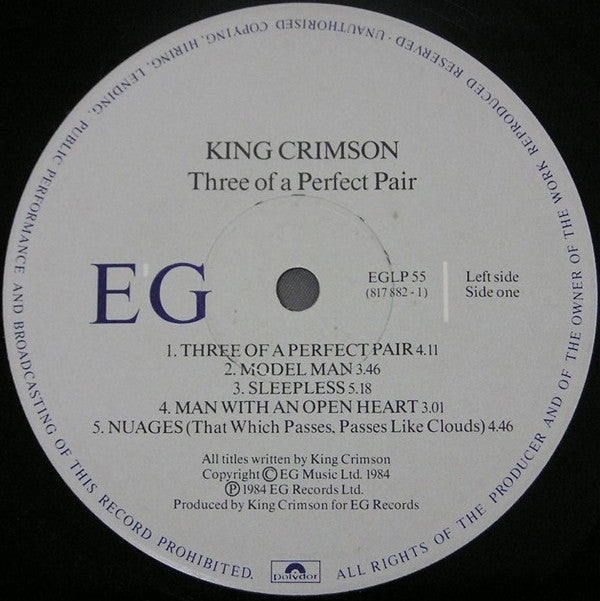 KING CRIMSON
Three of a Perfect Pair
EG
EGLP 55
(817 882 - 1)
Left side
Side one
1. THREE OF A PERFECT PAIR 4.11
2. MODEL MAN 3.46
3. SLEEPLESS 5.18
4. MAN WITH AN OPEN HEART 3.01
5. NUAGES (That Which Passes, Passes Like Clouds) 4.46
All titles written by King Crimson
Copyright © EG Music Ltd. 1984
℗ 1984 EG Records Ltd.
Produced by King Crimson for EG Records
polydor
ALL RIGHTS OF THE PRODUCER AND OF THE OWNER OF THE WORK REPRODUCED RESERVED · UNAUTHORISED COPYING, HIRING, LENDING, PUBLIC PERFORMANCE AND BROADCASTING OF THIS RECORD PROHIBITED.